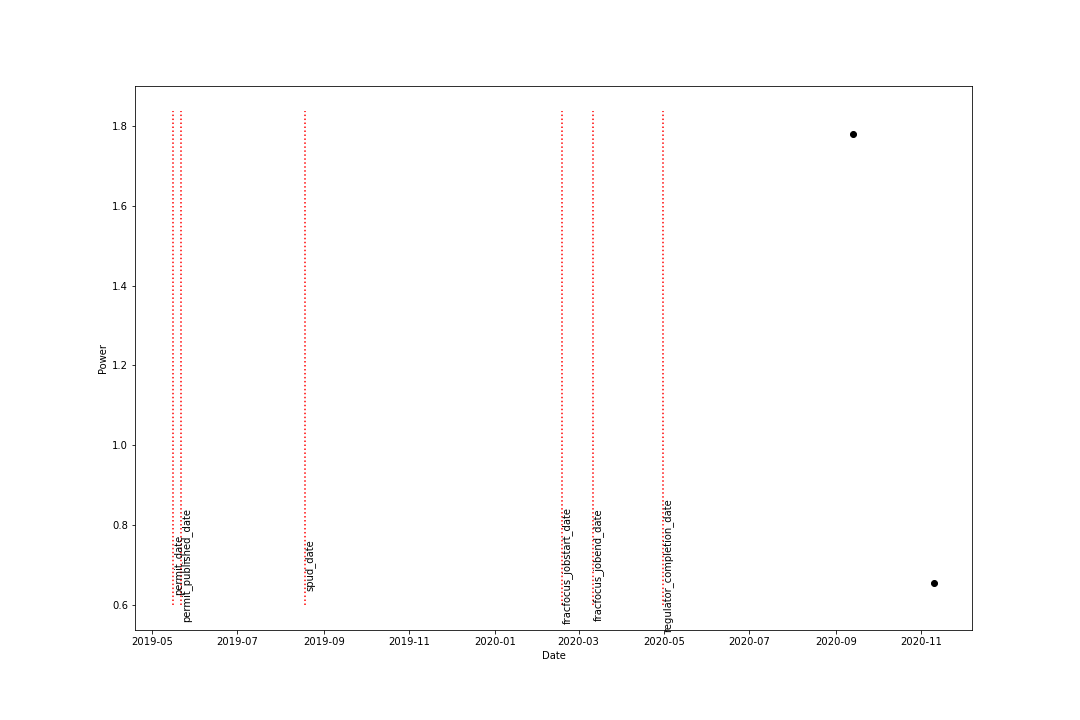 1.8
1.6
1.4
1.2
1.0
0.8
0.6
Power
permit_date
permit_published_date
spud_date
fracfocus_jobstart_date
fracfocus_jobend_date
regulator_completion_date
2019-05
2019-07
2019-09
2019-11
2020-01
2020-03
2020-05
2020-07
2020-09
2020-11
Date